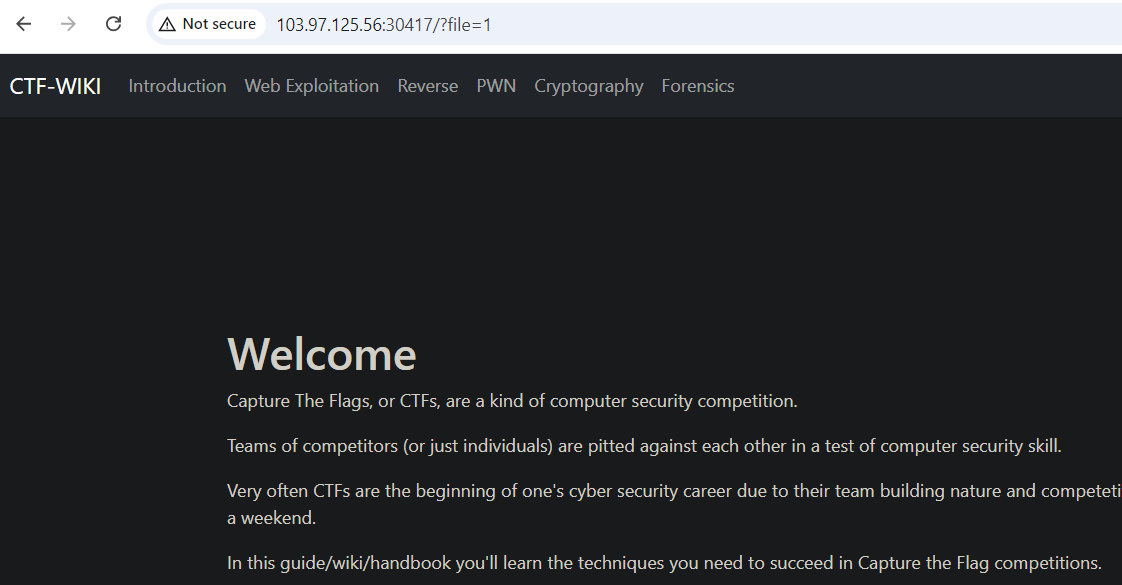 Not secure 103.97.125.56:30417/?file=1
CTF-WIKI Introduction Web Exploitation Reverse PWN Cryptography Forensics
Welcome
Capture The Flags, or CTFs, are a kind of computer security competition.
Teams of competitors (or just individuals) are pitted against each other in a test of computer security skill.
Very often CTFs are the beginning of one's cyber security career due to their team building nature and competeti
a weekend.
In this guide/wiki/handbook you'll learn the techniques you need to succeed in Capture the Flag competitions.